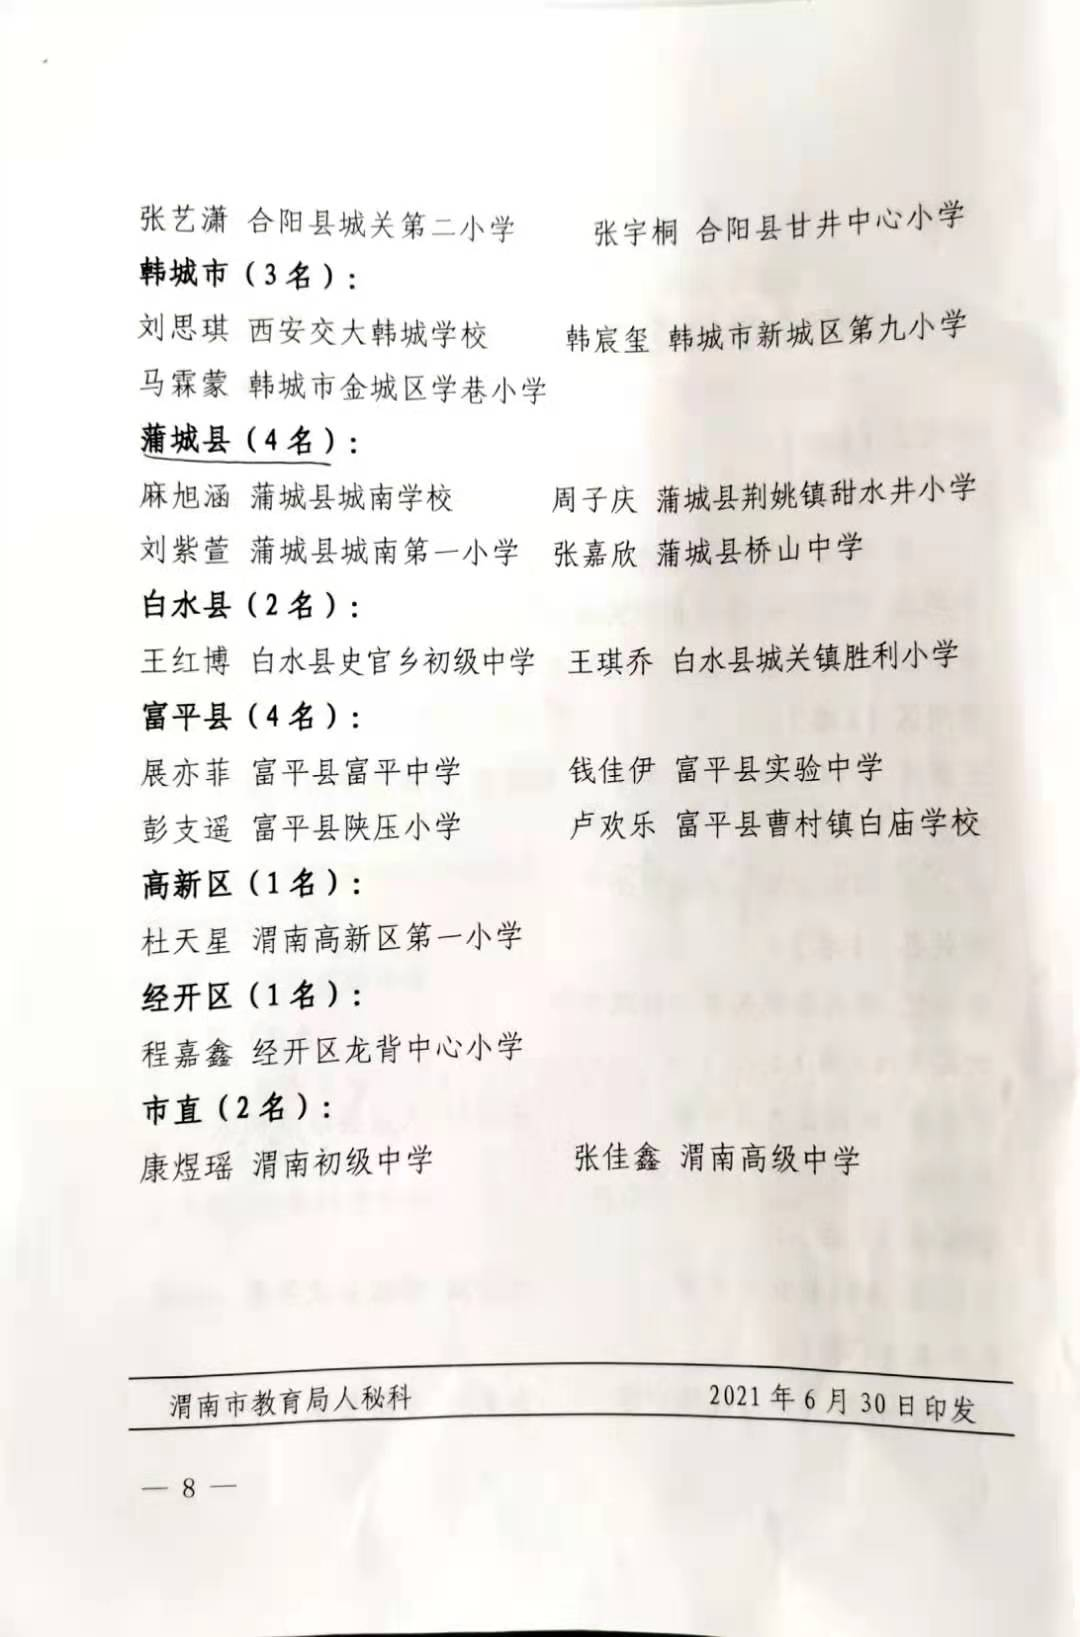 张艺潇 合阳县城关第二小学 张宇桐 合阳县甘井中心小学
韩城市(3名):
刘思琪 西安交大韩城学校 韩宸玺 韩城市新城区第九小学
马霖蒙 韩城市金城区学巷小学
蒲城县(4名):
麻旭涵 蒲城县城南学校 周子庆 蒲城县荆姚镇甜水井小学
刘紫萱 蒲城县城南第一小学 张嘉欣 蒲城县桥山中学
白水县(2名):
王红博 白水县史官乡初级中学 王琪乔 白水县城关镇胜利小学
富平县(4名):
展亦菲 富平县富平中学 钱佳伊 富平县实验中学
彭支遥 富平县陕压小学 卢欢乐 富平县曹村镇白庙学校
高新区(1名):
杜天星 渭南高新区第一小学
经开区(1名):
程嘉鑫 经开区龙背中心小学
市直(2名):
康煜瑶 渭南初级中学 张佳鑫 渭南高级中学
渭南市教育局人秘科 2021年6月30日印发
— 8 —